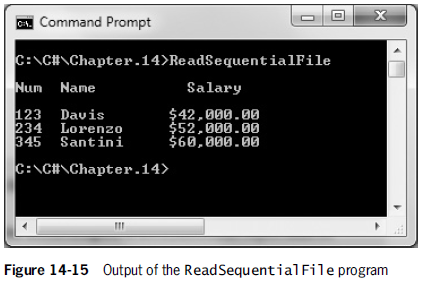 Command Prompt
C:\C#\Chapter.14>ReadSequentialFile
Num Name Salary
123 Davis $42,000.00
234 Lorenzo $52,000.00
345 Santini $60,000.00
C:\C#\Chapter.14>
Figure 14-15 Output of the ReadSequentialFile program